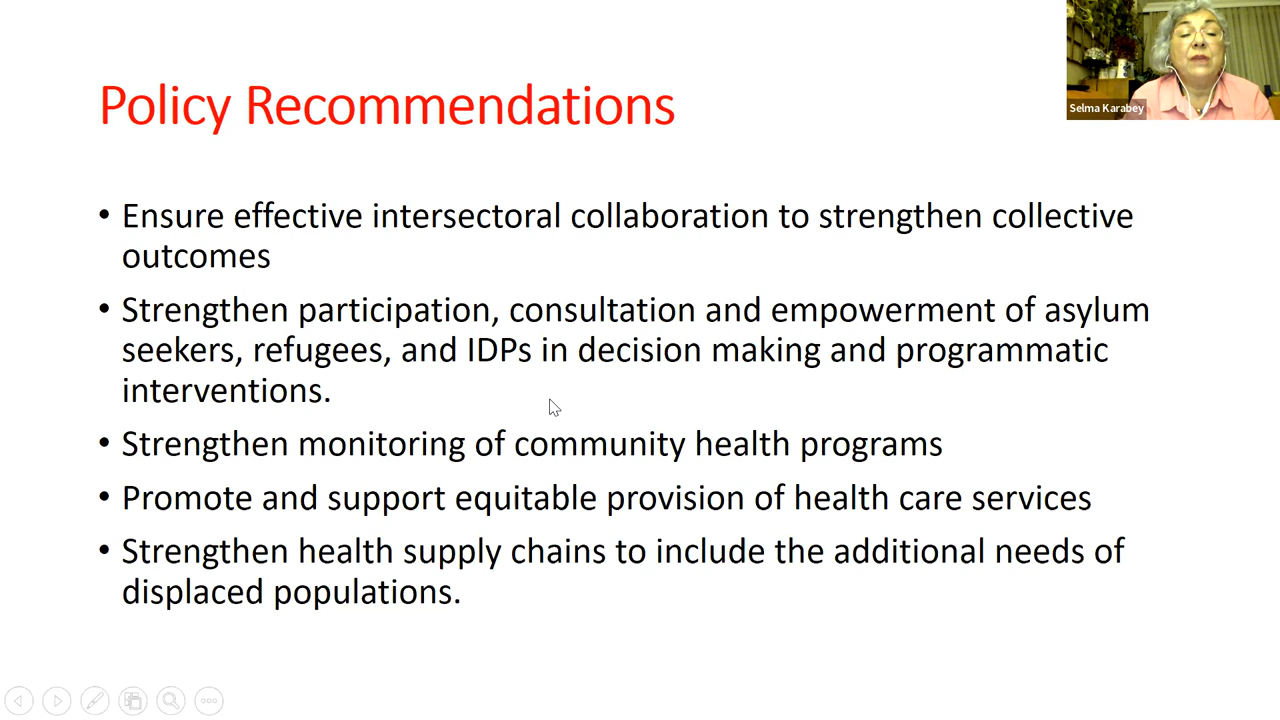 Policy Recommendations
Selma Karabey
• Ensure effective intersectoral collaboration to strengthen collective
outcomes
• Strengthen participation, consultation and empowerment of asylum
seekers, refugees, and IDPs in decision making and programmatic
interventions.
• Strengthen monitoring of community health programs
• Promote and support equitable provision of health care services
• Strengthen health supply chains to include the additional needs of
displaced populations.